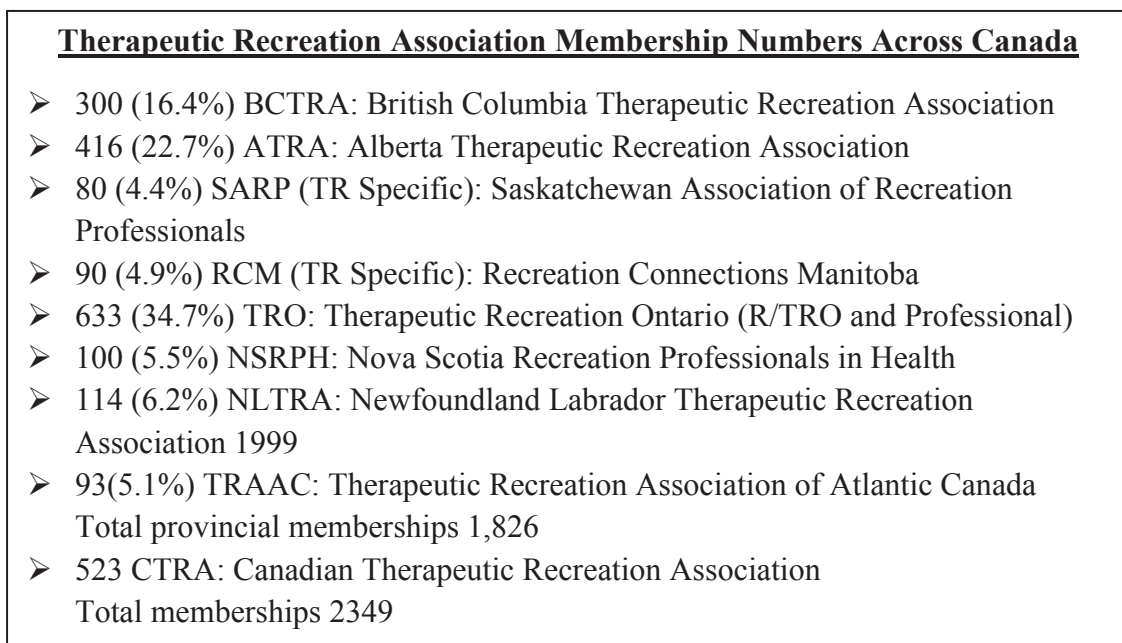 Therapeutic Recreation Association Membership Numbers Across Canada
➢ 300 (16.4%) BCTRA: British Columbia Therapeutic Recreation Association
➢ 416 (22.7%) ATRA: Alberta Therapeutic Recreation Association
➢ 80 (4.4%) SARP (TR Specific): Saskatchewan Association of Recreation
Professionals
➢ 90 (4.9%) RCM (TR Specific): Recreation Connections Manitoba
➢ 633 (34.7%) TRO: Therapeutic Recreation Ontario (R/TRO and Professional)
➢ 100 (5.5%) NSRPH: Nova Scotia Recreation Professionals in Health
➢ 114 (6.2%) NLTRA: Newfoundland Labrador Therapeutic Recreation
Association 1999
➢ 93(5.1%) TRAAC: Therapeutic Recreation Association of Atlantic Canada
Total provincial memberships 1,826
➢ 523 CTRA: Canadian Therapeutic Recreation Association
Total memberships 2349